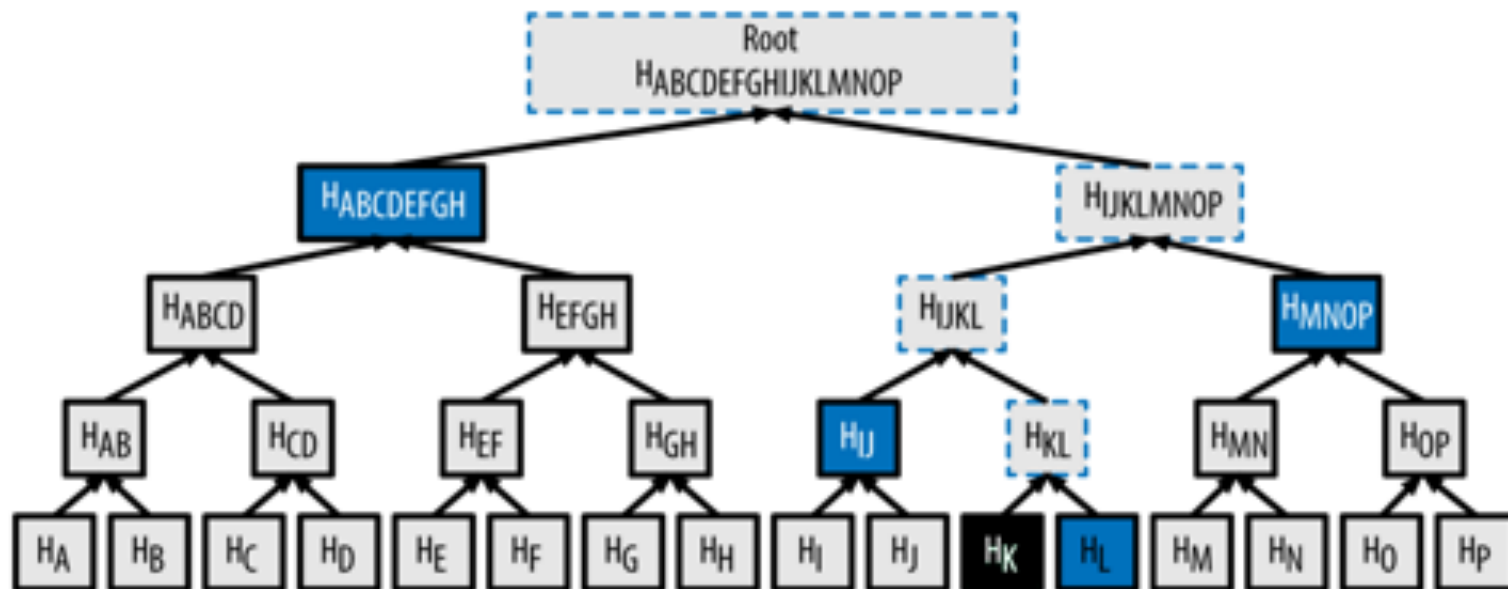 Root
HABCDEFGHIJKLMNOP
HABCDEFGH
HIJKLMNOP
HABCD
HEFGH
HIJKL
HMNOP
HAB
HCD
HEF
HGH
HIJ
HKL
HMN
HOP
HA
HB
HC
HD
HE
HF
HG
HH
HI
HJ
HK
HL
HM
HN
HO
HP